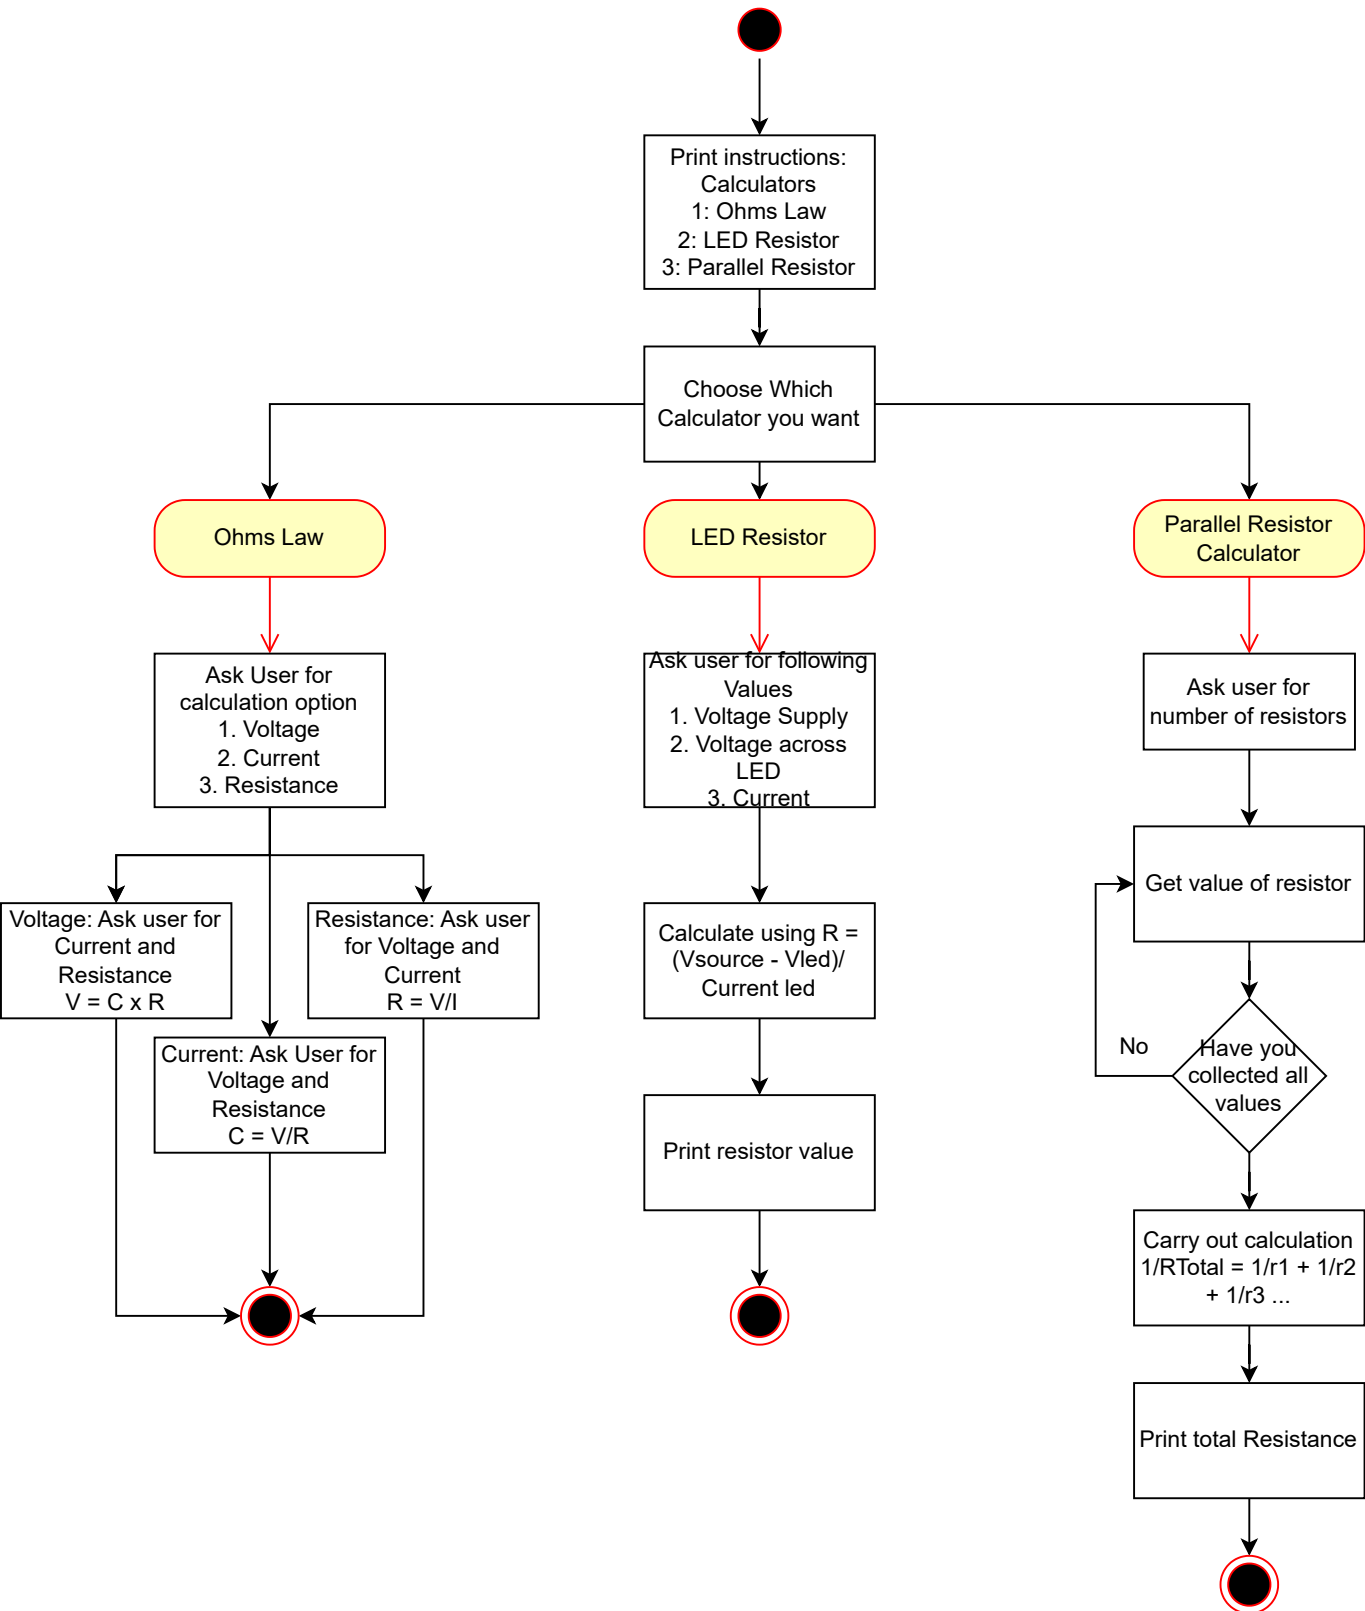 Print instructions:
Calculators
1: Ohms Law
2: LED Resistor
3: Parallel Resistor
Choose Which
Calculator you want
Ohms Law
LED Resistor
Parallel Resistor
Calculator
Ask User for
calculation option
1. Voltage
2. Current
3. Resistance
Ask user for following
Values
1. Voltage Supply
2. Voltage across
LED
3. Current
Ask user for
number of resistors
Voltage: Ask user for
Current and
Resistance
V = C x R
Resistance: Ask user
for Voltage and
Current
R = V/I
Current: Ask User for
Voltage and
Resistance
C = V/R
Calculate using R =
(Vsource - Vled)/
Current led
Print resistor value
Get value of resistor
No
Have you
collected all
values
Carry out calculation
1/RTotal = 1/r1 + 1/r2
+ 1/r3 ...
Print total Resistance